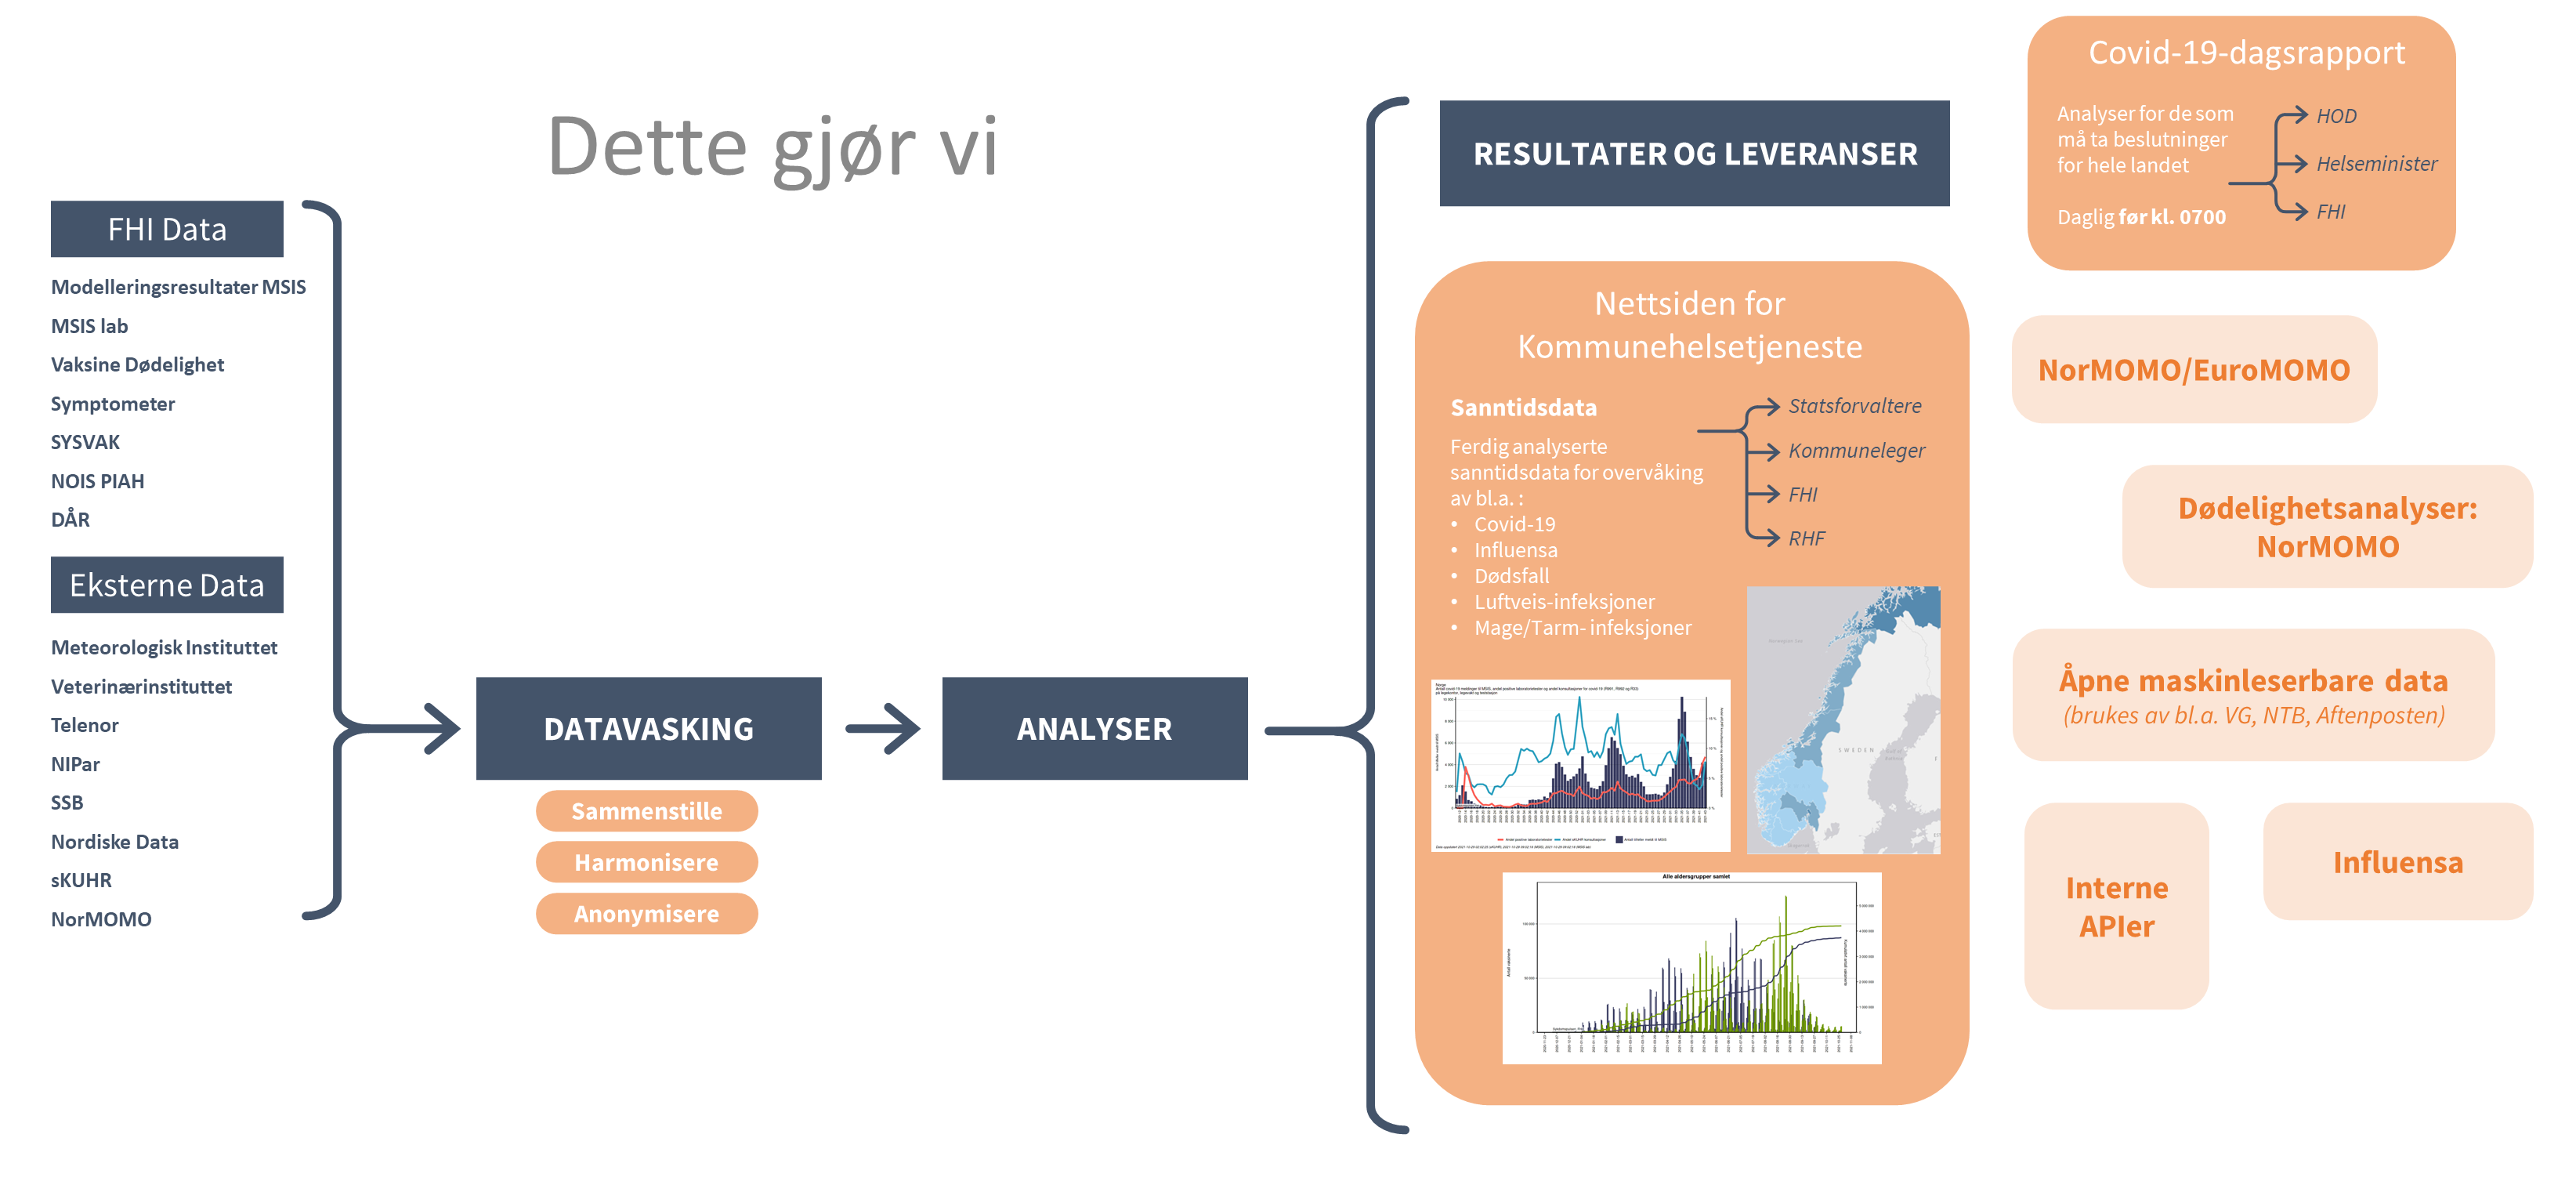 Dette gjør vi
FHI Data
Modelleringsresultater MSIS
MSIS lab
Vaksine Dødelighet
Symptometer
SYSVAK
NOIS PIAH
DÅR
Eksterne Data
Meteorologisk Instituttet
Veterinærinstituttet
Telenor
NIPar
SSB
Nordiske Data
sKUHR
NorMOMO
DATAVASKING
Sammenstille
Harmonisere
Anonymisere
ANALYSER
RESULTATER OG LEVERANSER
Nettsiden for
Kommunehelsetjeneste
Sanntidsdata
Ferdig analyserte
sanntidsdata for overvåking
av bl.a. :
• Covid-19
• Influensa
• Dødsfall
• Luftveis-infeksjoner
• Mage/Tarm- infeksjoner
Statsforvaltere
Kommuneleger
FHI
RHF
SWEDEN
Alle aldersgrupper samlet
Covid-19-dagsrapport
Analyser for de som
må ta beslutninger
for hele landet
Daglig før kl. 0700
HOD
Helseminister
FHI
NorMOMO/EuroMOMO
Dødelighetsanalyser:
NorMOMO
Åpne maskinleserbare data
(brukes av bl.a. VG, NTB, Aftenposten)
Interne
APIer
Influensa